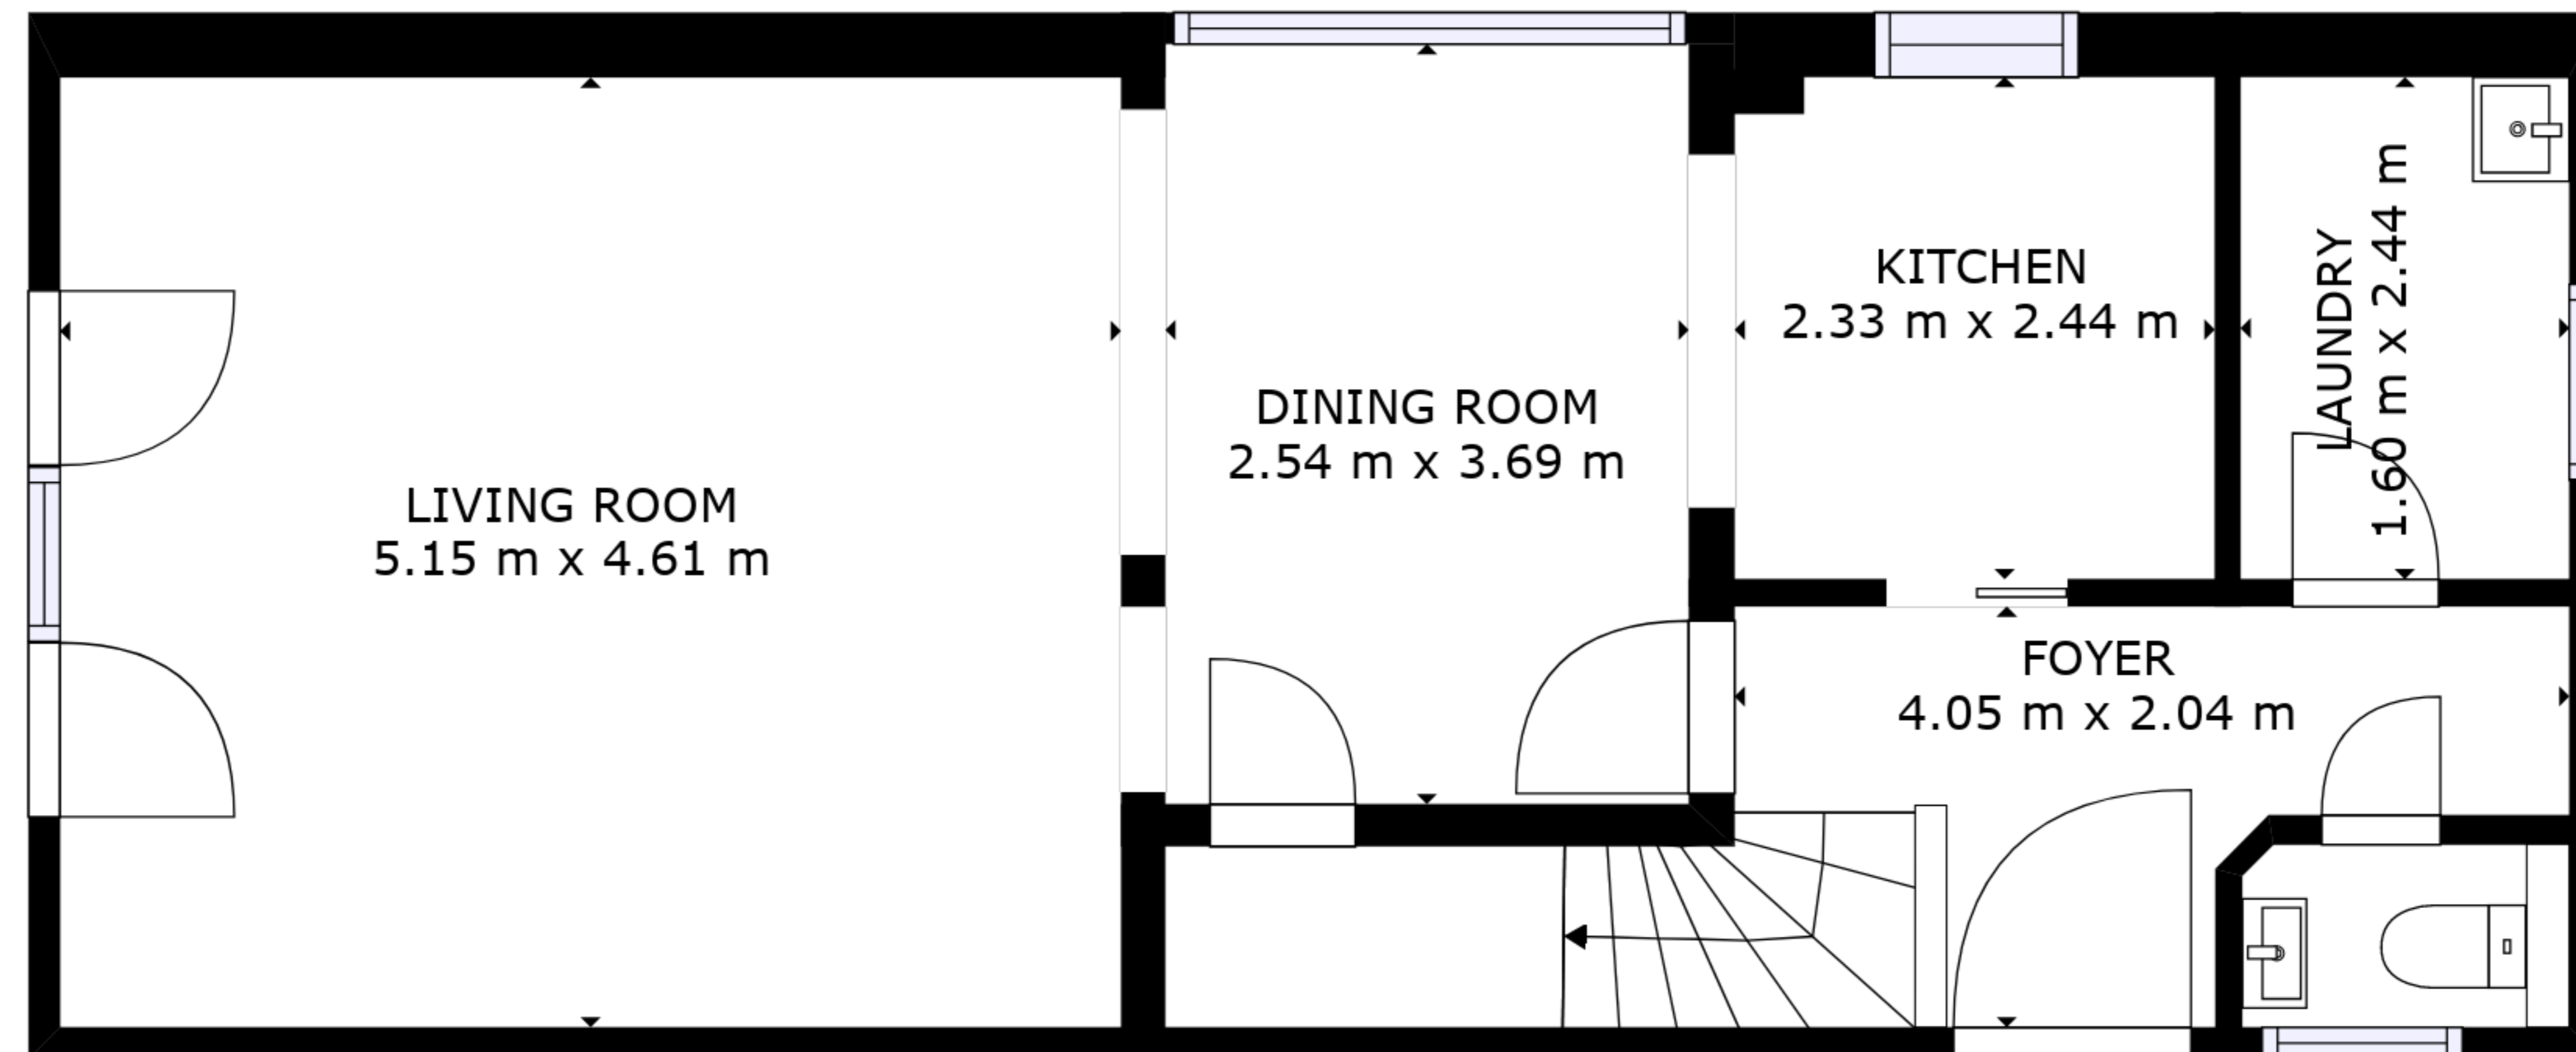 LIVING ROOM
5.15 m x 4.61 m
DINING ROOM
2.54 m x 3.69 m
KITCHEN
2.33 m x 2.44 m
LAUNDRY
1.60 m x 2.44 m
FOYER
4.05 m x 2.04 m